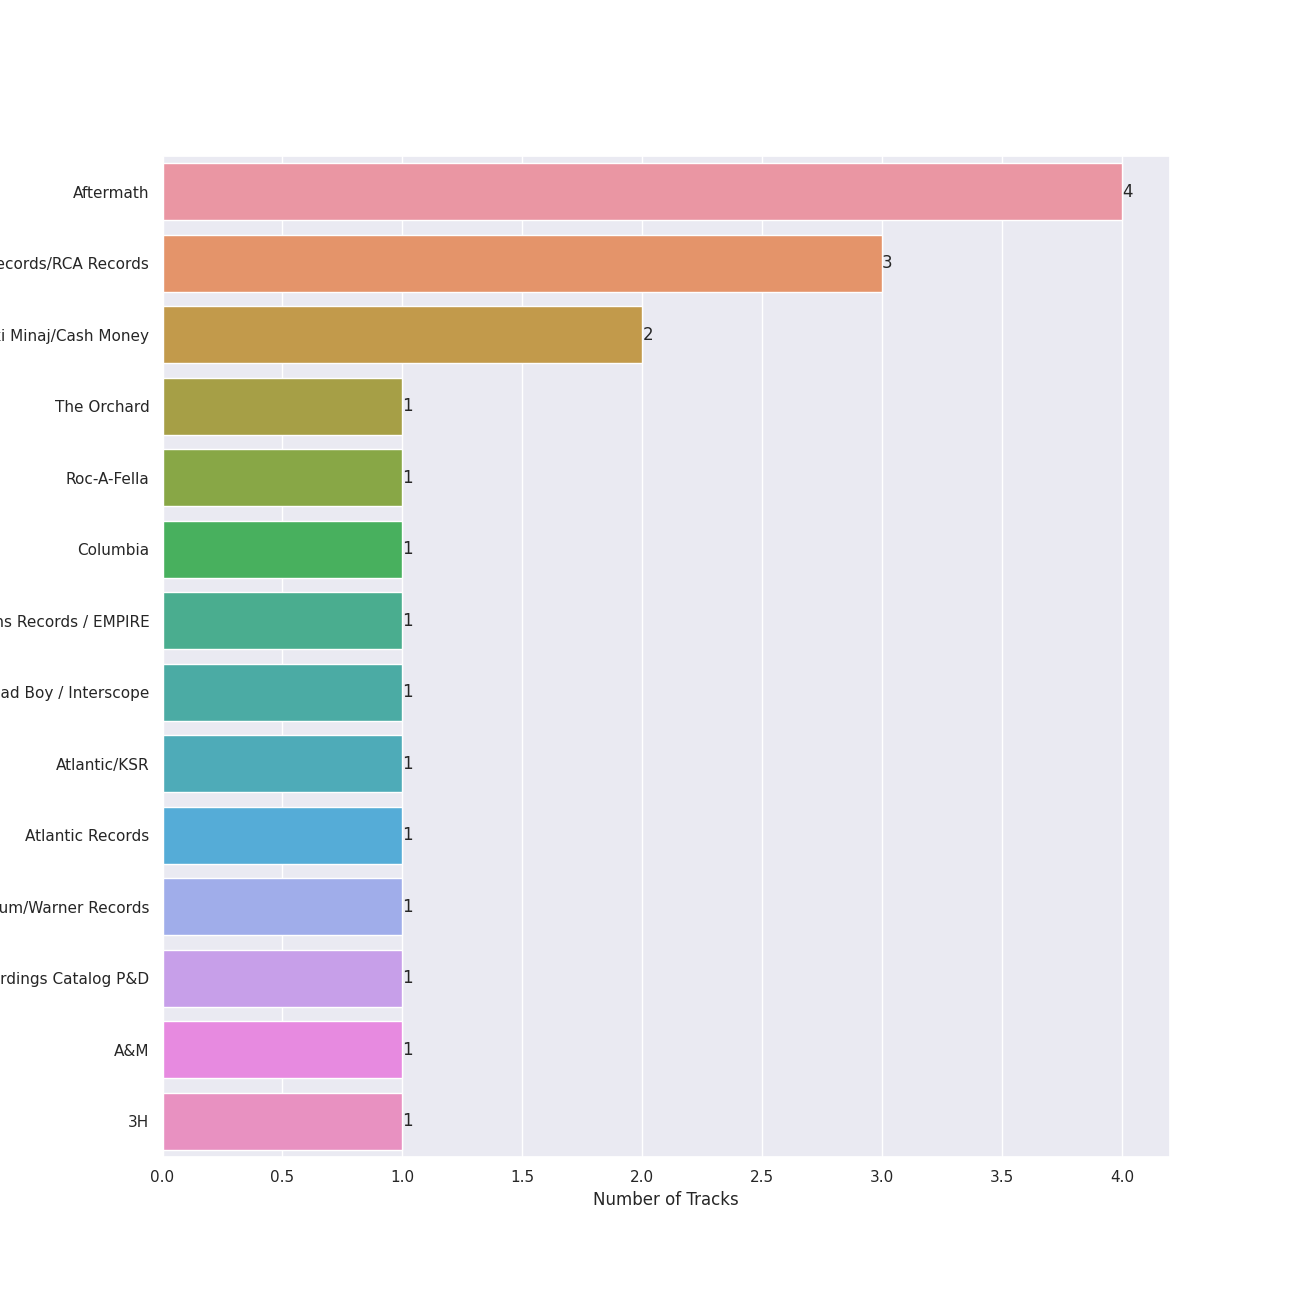 Aftermath 4
ecords/RCA Records 3
i Minaj/Cash Money 2
The Orchard 1
Roc-A-Fella 1
Columbia 1
ns Records / EMPIRE 1
ad Boy / Interscope 1
Atlantic/KSR 1
Atlantic Records 1
um/Warner Records 1
rdings Catalog P&D 1
A&M 1
3H 1
0.0 0.5 1.0 1.5 2.0 2.5 3.0 3.5 4.0
Number of Tracks